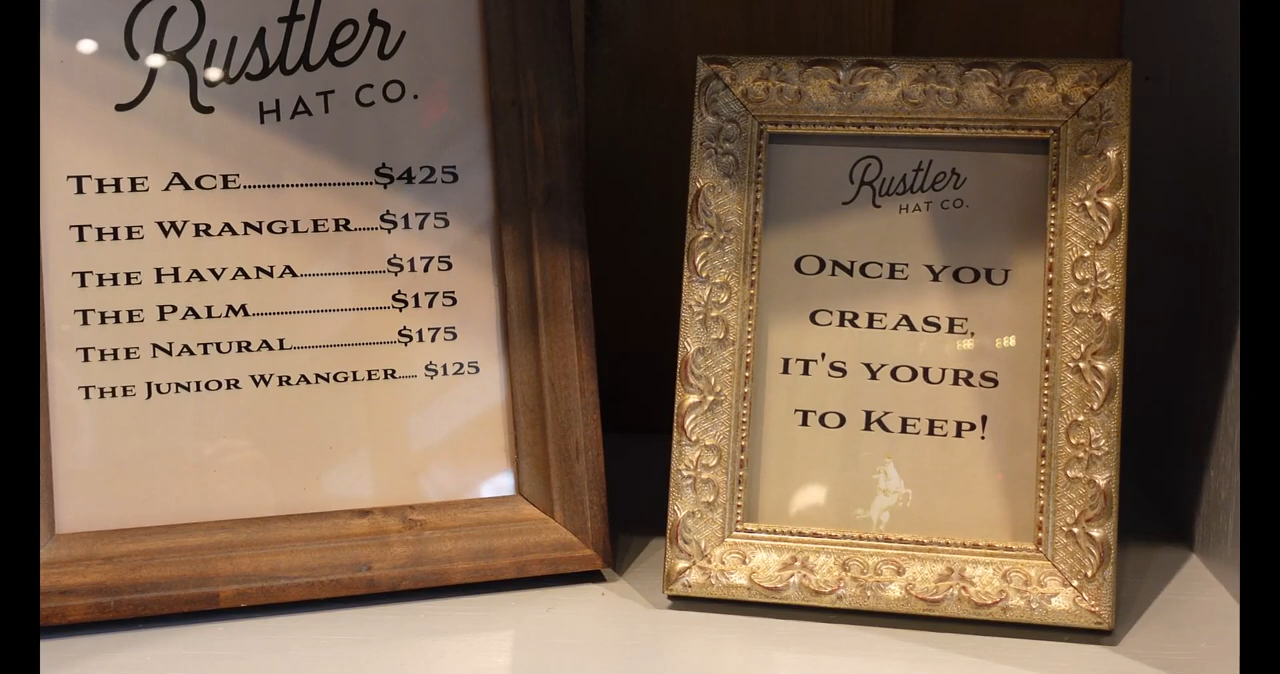 Rustler
HAT CO.
THE ACE..............................$425
THE WRANGLER......$175
THE HAVANA......................$175
THE PALM....................................$175
THE NATURAL...........................$175
THE JUNIOR WRANGLER..... $125
Rustler
HAT CO.
ONCE YOU
CREASE,
IT'S YOURS
TO KEEP!